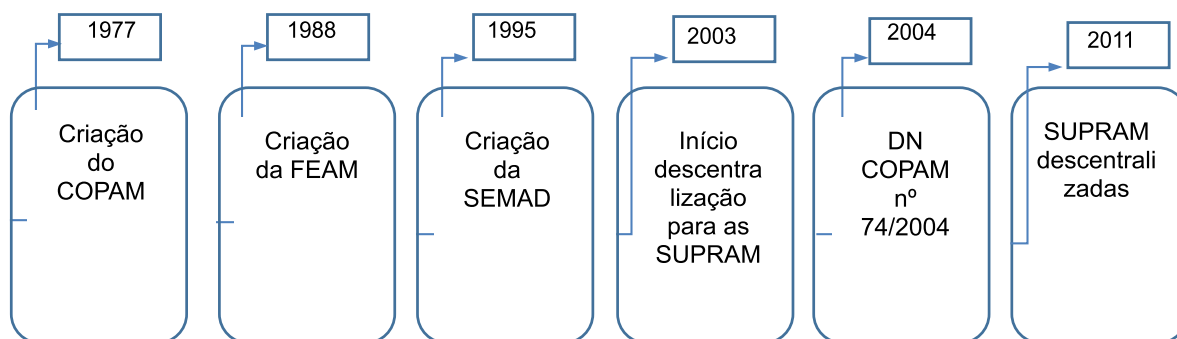 1977
Criação
do
COPAM
1988
Criação
da FEAM
1995
Criação
da
SEMAD
2003
Início
descentra
lização
para as
SUPRAM
2004
DN
COPAM
nº
74/2004
2011
SUPRAM
descentrali
zadas